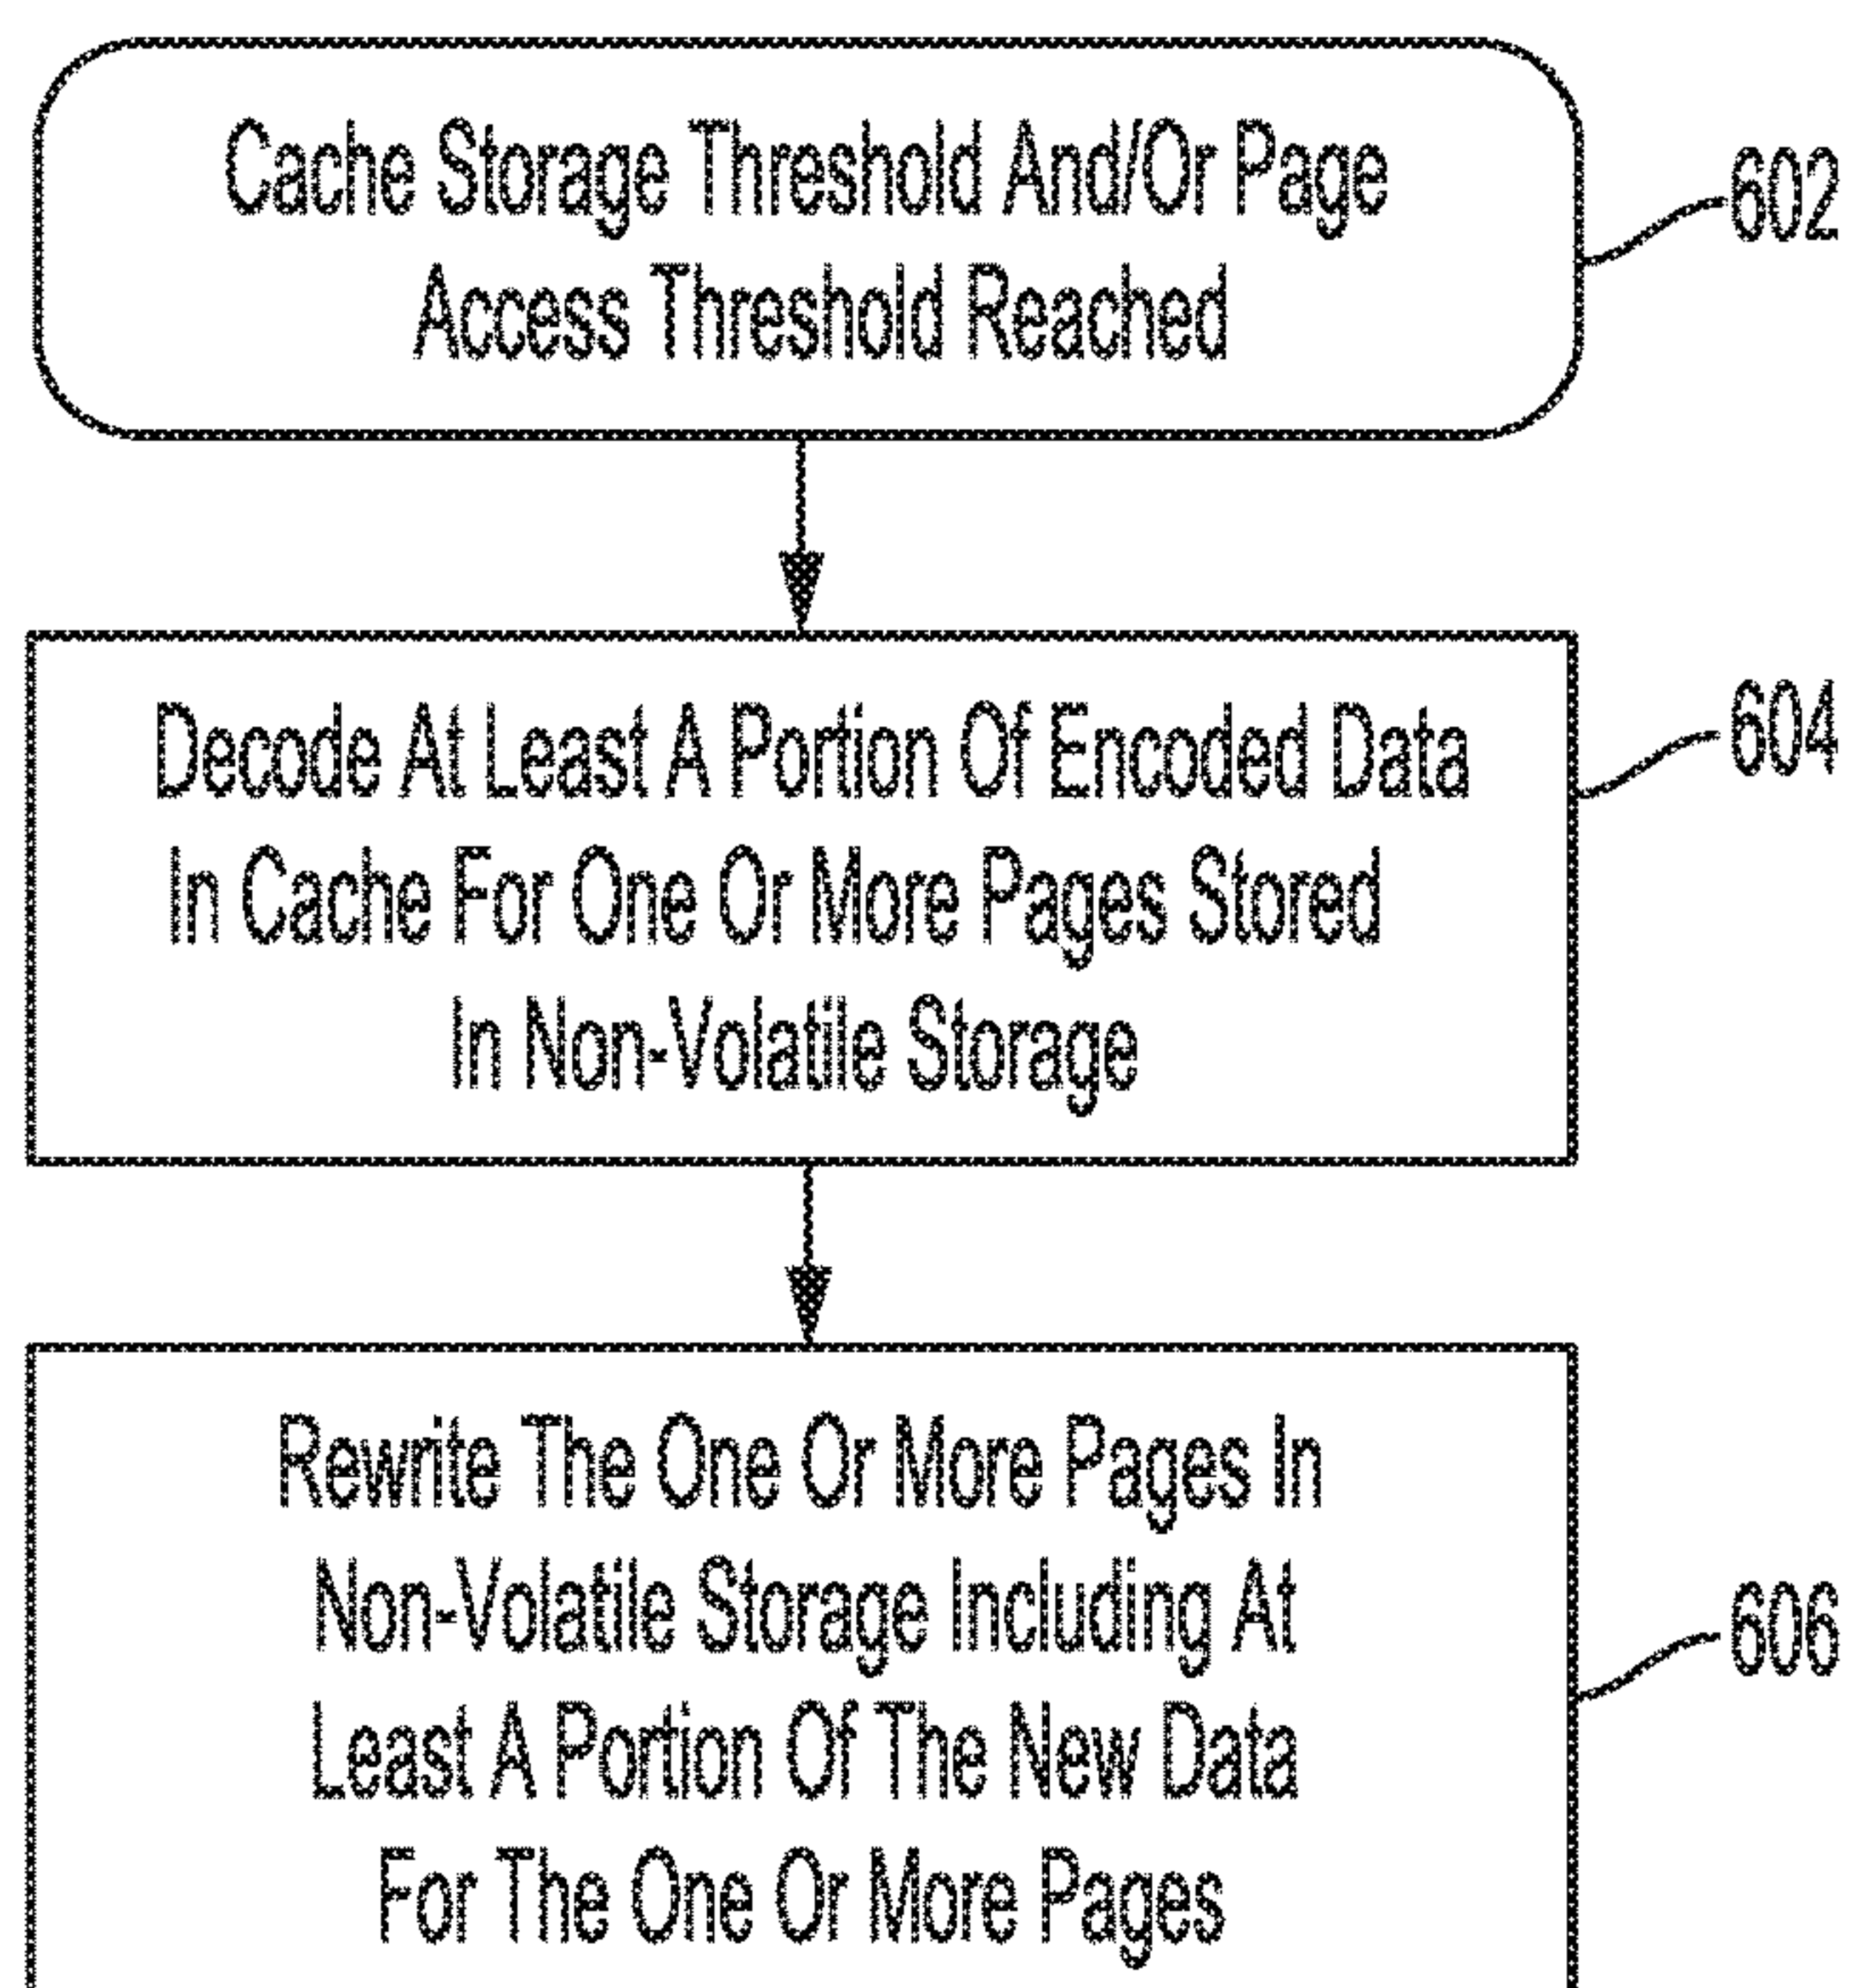 Cache Storage Threshold And/Or Page
Access Threshold Reached
602
Decode At Least A Portion Of Encoded Data
In Cache For One Or More Pages Stored
In Non-Volatile Storage
604
Rewrite The One Or More Pages In
Non-Volatile Storage Including At
Least A Portion Of The New Data
For The One Or More Pages
606